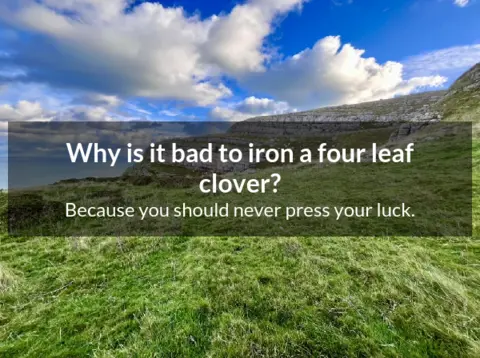 Why is it bad to iron a four leaf
clover?
Because you should never press your luck.